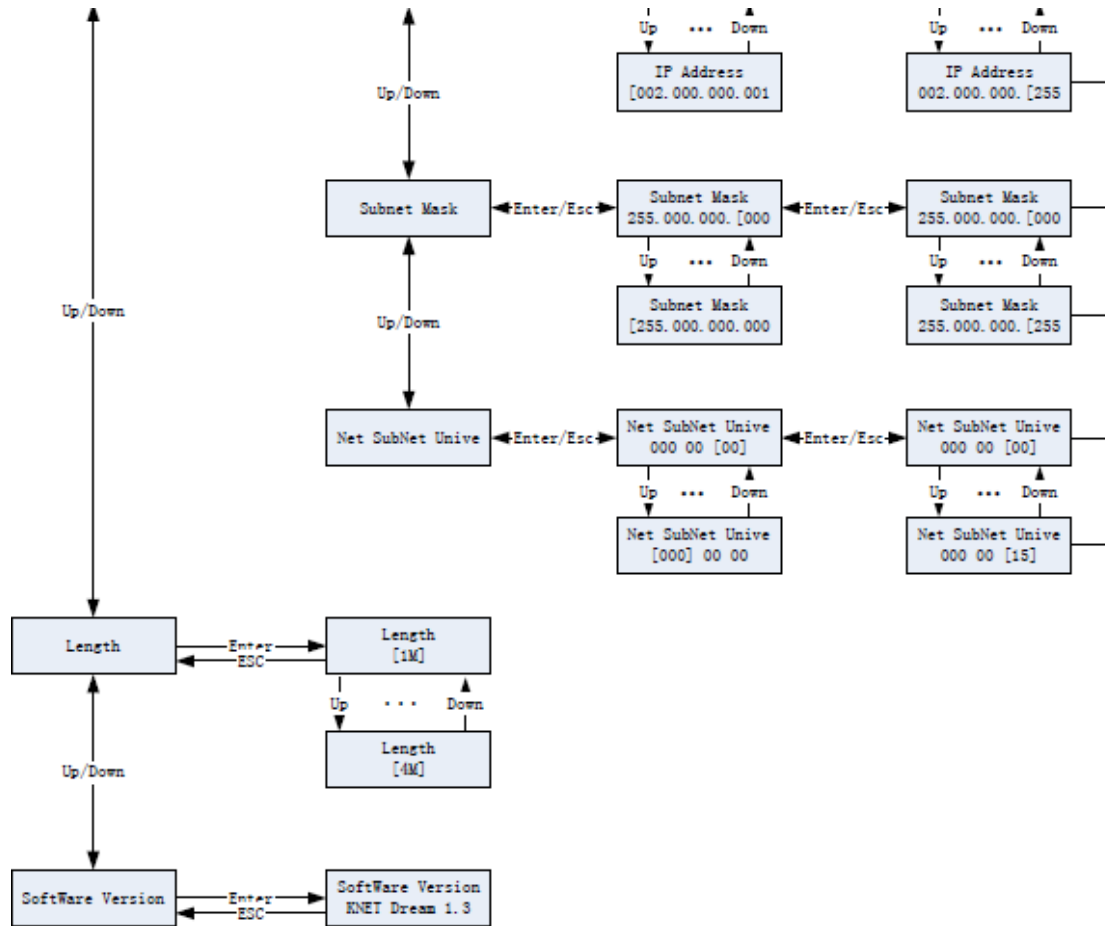 Up ... Down
Up ... Down
IP Address
[002.000.000.001
IP Address
002.000.000.[255
Up/Down
Subnet Mask
Enter/Esc
Subnet Mask
255.000.000.[000
Enter/Esc
Subnet Mask
255.000.000.[000
Up ... Down
Up ... Down
Up/Down
Up/Down
Subnet Mask
[255.000.000.000
Subnet Mask
255.000.000.[255
Net SubNet Unive
Enter/Esc
Net SubNet Unive
000 00 [00]
Enter/Esc
Net SubNet Unive
000 00 [00]
Up ... Down
Up ... Down
Net SubNet Unive
[000] 00 00
Net SubNet Unive
000 00 [15]
Length
Enter
ESC
Length
[1M]
Up ... Down
Up/Down
Length
[4M]
SoftWare Version
Enter
ESC
SoftWare Version
KNET Dream 1.3